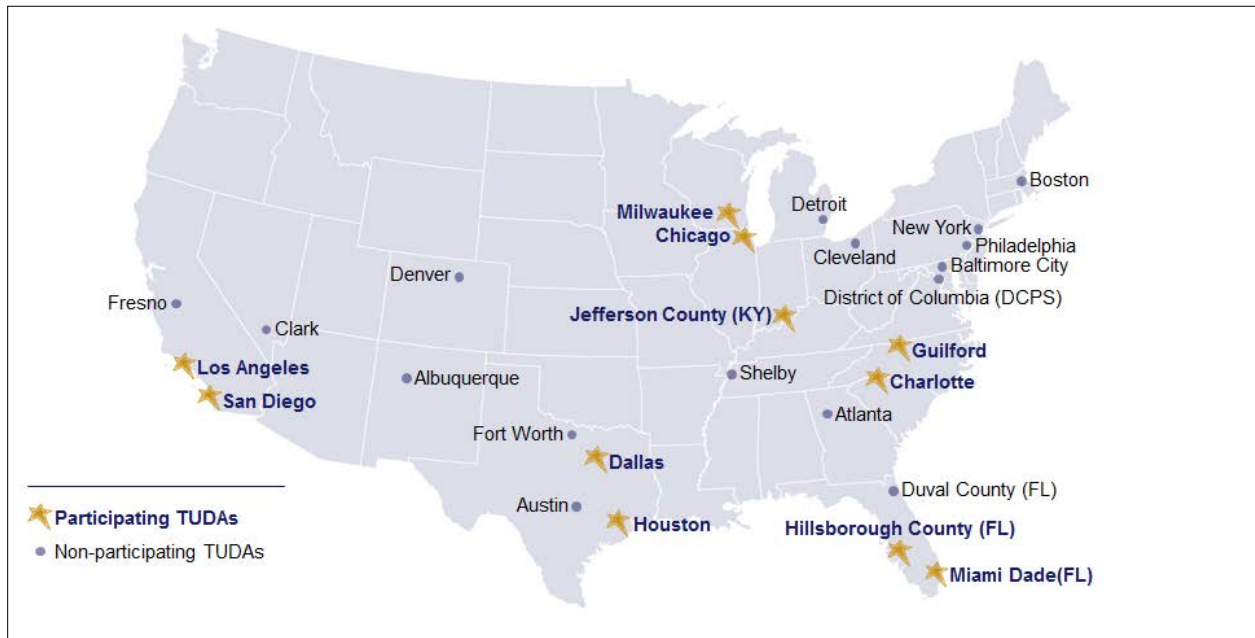 Boston
Detroit
Milwaukee
New York
Chicago
Philadelphia
Cleveland
Baltimore City
Denver
District of Columbia (DCPS)
Fresno
Jefferson County (KY)
Clark
Guilford
Los Angeles
Shelby
Albuquerque
Charlotte
San Diego
Atlanta
Fort Worth
Dallas
Duval County (FL)
Austin
Participating TUDAs
Houston
Hillsborough County (FL)
Non-participating TUDAs
Miami Dade(FL)